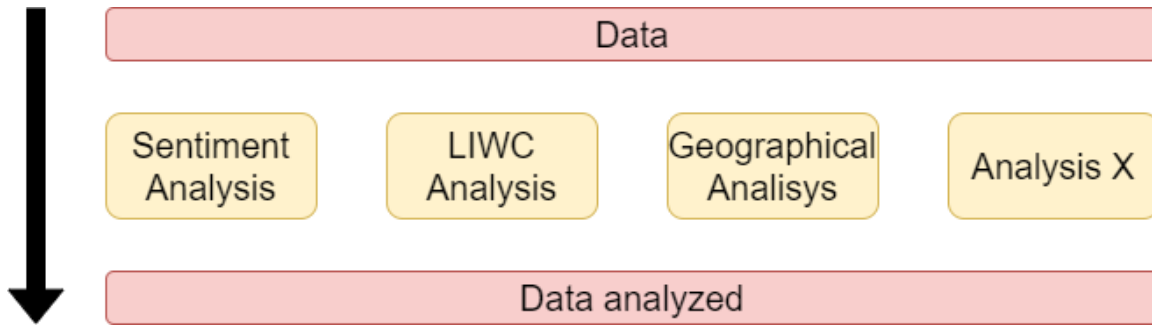 Data
Sentiment
Analysis
LIWC
Analysis
Geographical
Analisys
Analysis X
Data analyzed